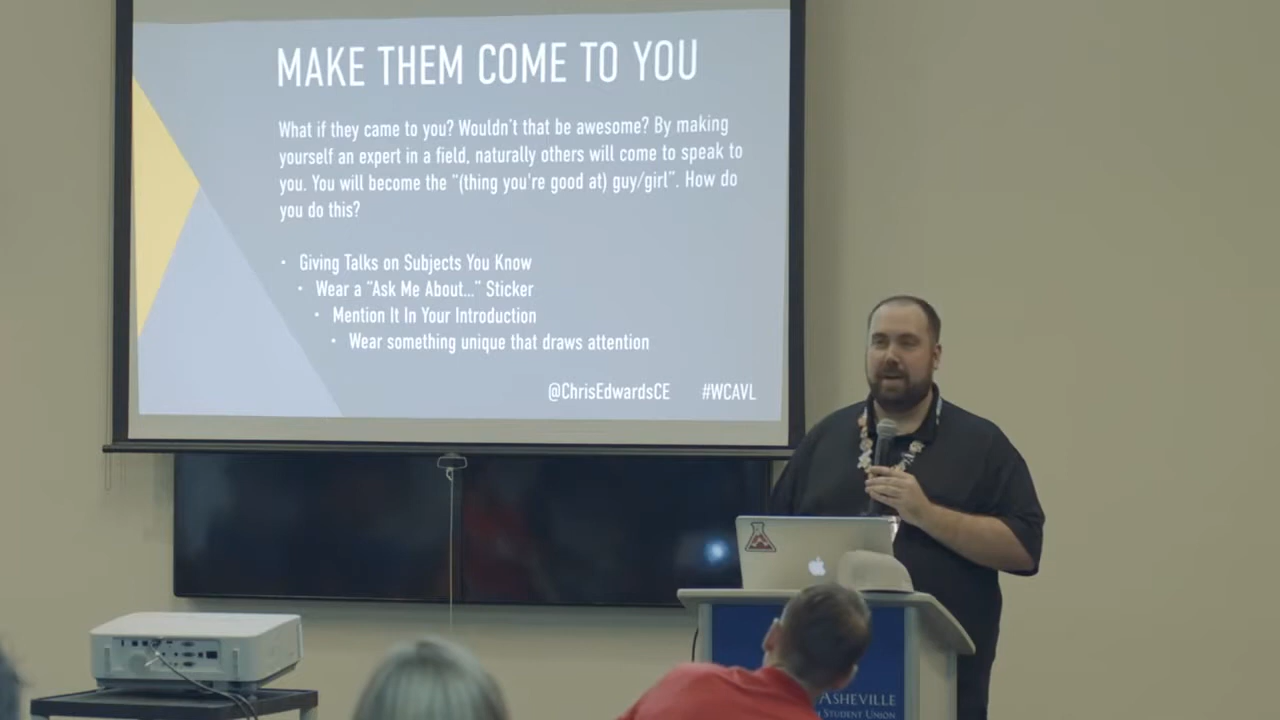 MAKE THEM COME TO YOU
What if they came to you? Wouldn't that be awesome? By making
yourself an expert in a field, naturally others will come to speak to
you. You will become the “(thing you're good at) guy/girl”. How do
you do this?
• Giving Talks on Subjects You Know
• Wear a “Ask Me About...” Sticker
• Mention It In Your Introduction
• Wear something unique that draws attention
@ChrisEdwardsCE #WCAVL
ASHEVILLE
STUDENT UNION